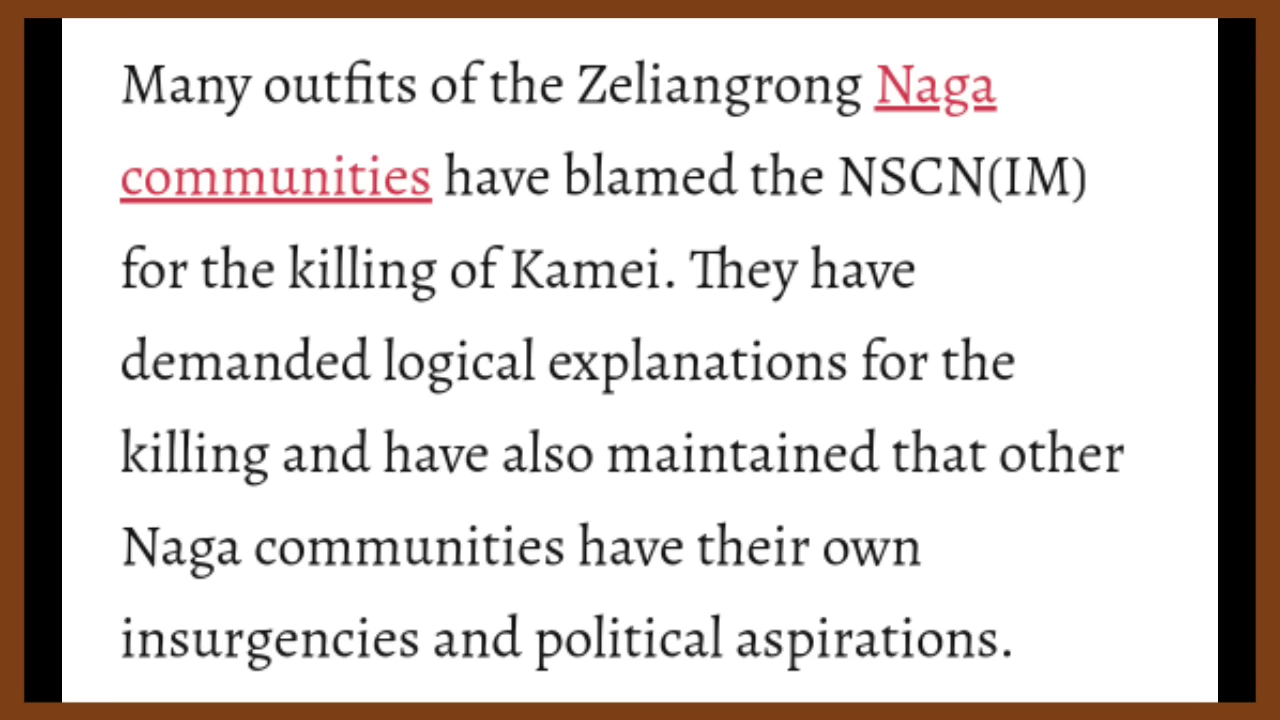 Many outfits of the Zeliangrong Naga
communities have blamed the NSCN(IM)
for the killing of Kamei. They have
demanded logical explanations for the
killing and have also maintained that other
Naga communities have their own
insurgencies and political aspirations.